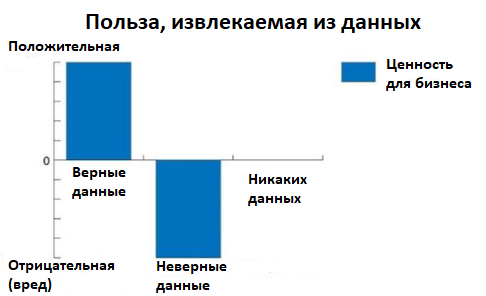 Польза, извлекаемая из данных
Положительная
Ценность
для бизнеса
0
Верные
данные
Никаких
данных
Отрицательная
(вред)
Неверные
данные